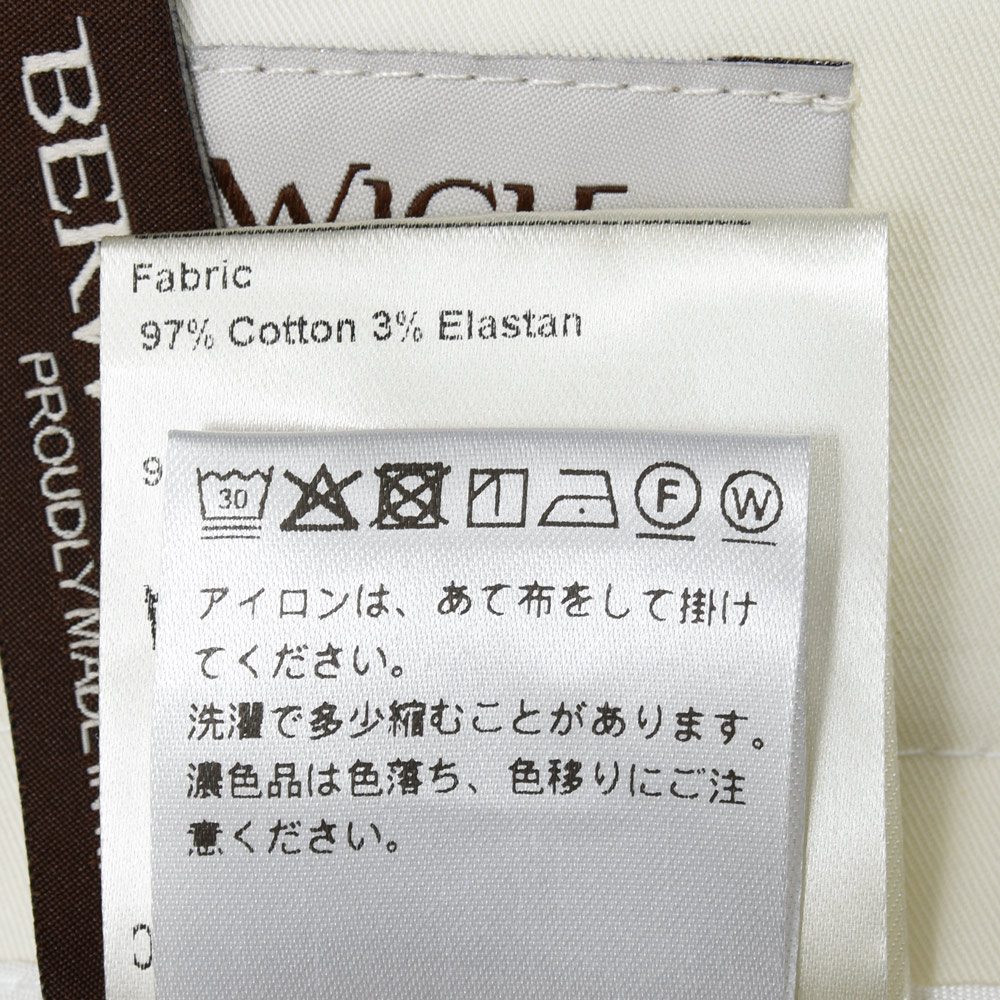 BERW
PROUDLY MADE IN
WICH
Fabric
97% Cotton 3% Elastan
9
30 F W
アイロンは、あて布をして掛け
てください。
洗濯で多少縮むことがあります。
濃色品は色落ち、色移りにご注
意ください。